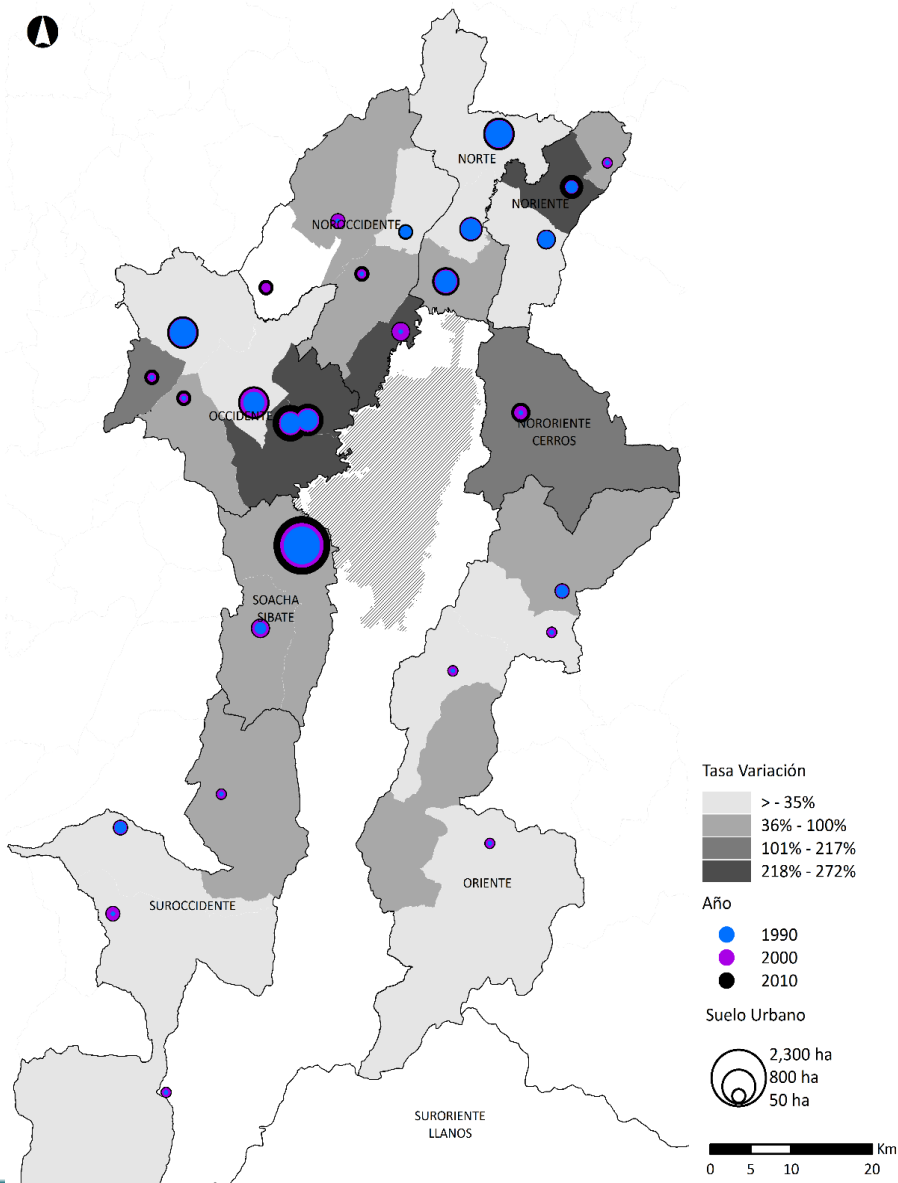 NORTE
NORIENTE
NOROCCIDENTE
OCCIDENTE
NORORIENTE
CERROS
SOACHA
SIBATE
SUROCCIDENTE
ORIENTE
SURORIENTE
LLANOS
Tasa Variación
> - 35%
36% - 100%
101% - 217%
218% - 272%
Año
1990
2000
2010
Suelo Urbano
2,300 ha
800 ha
50 ha
Km
0 5 10 20